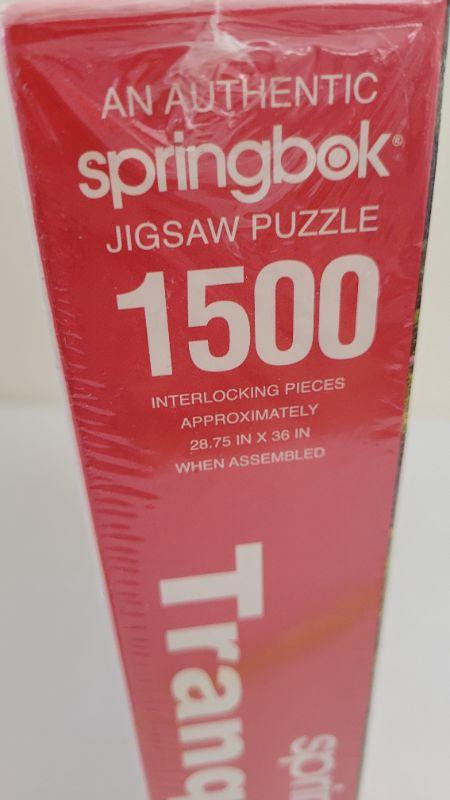 AN AUTHENTIC
springbok®
JIGSAW PUZZLE
1500
INTERLOCKING PIECES
APPROXIMATELY
28.75 IN X 36 IN
WHEN ASSEMBLED